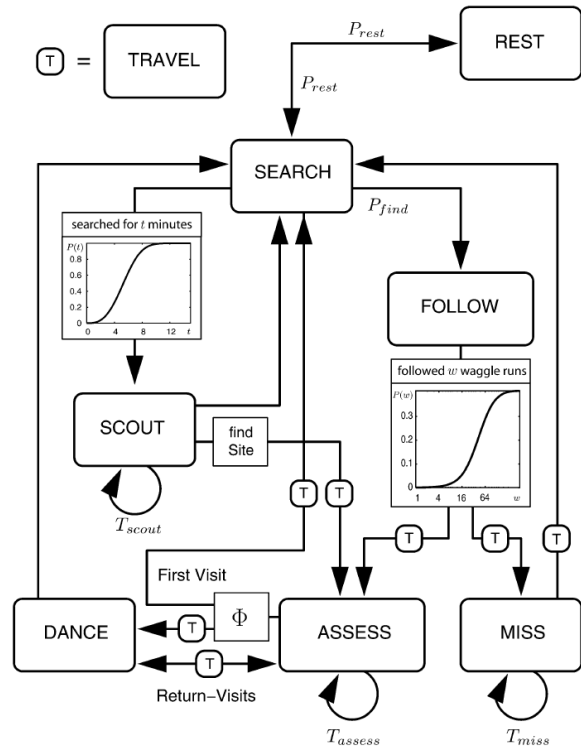 T = TRAVEL
P_rest
REST
P_rest
SEARCH
P_find
searched for t minutes
P(t)
0.8
0.6
0.4
0.2
0
0 4 8 12 t
FOLLOW
followed w waggle runs
P(w)
0.3
0.2
0.1
0
1 4 16 64 w
SCOUT
find
Site
T_scout
T
T
T
T
T
First Visit
Φ
DANCE
T
ASSESS
MISS
T
Return–Visits
T_assess
T_miss